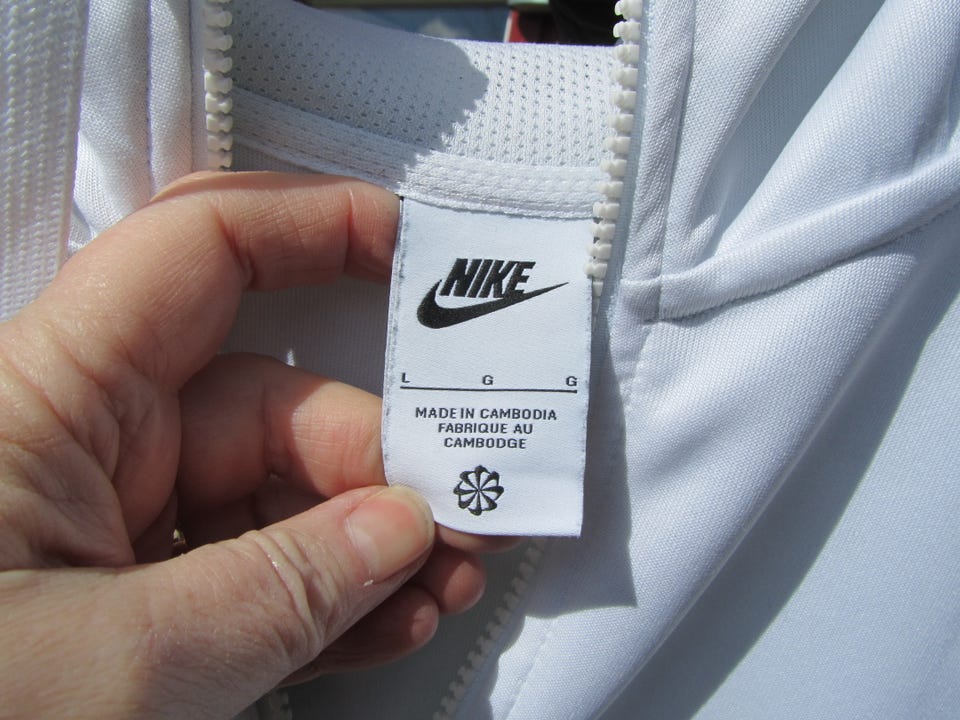 NIKE
L G G
MADE IN CAMBODIA
FABRIQUE AU
CAMBODGE